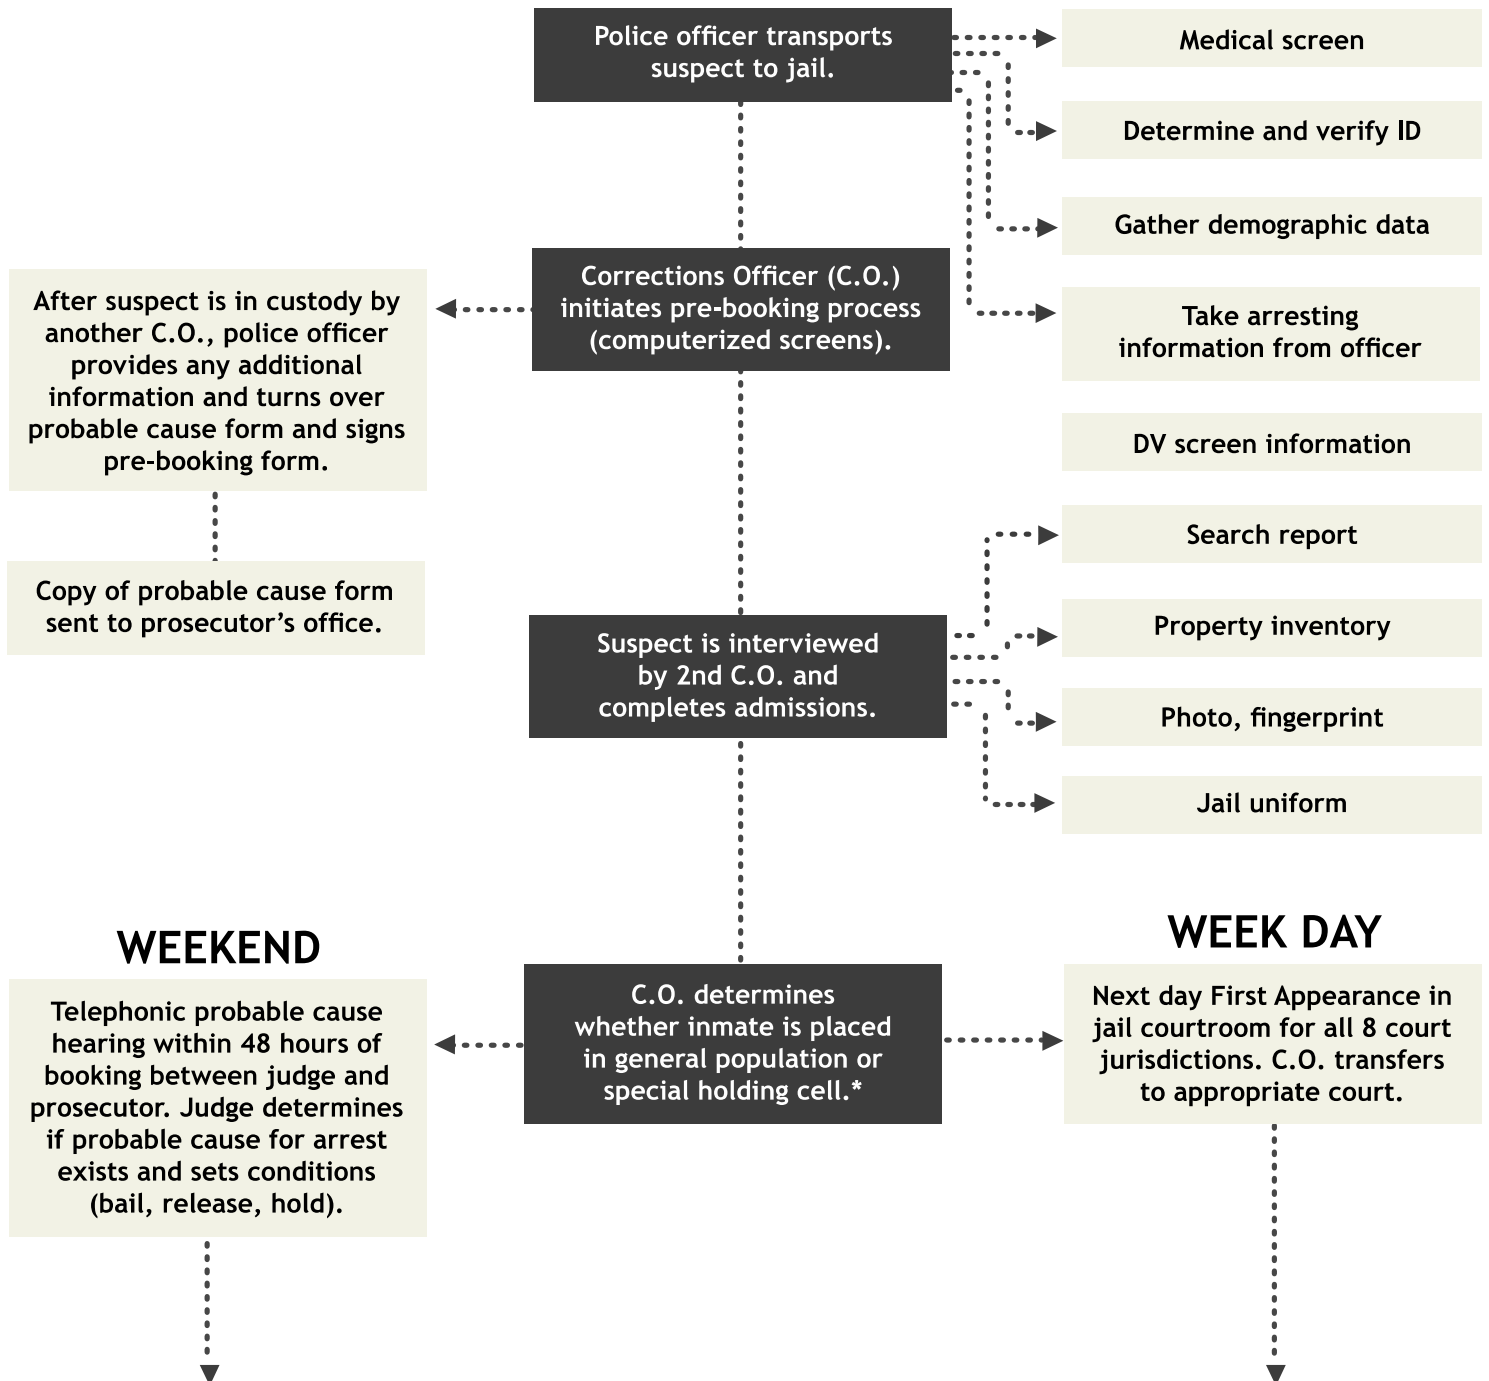 Police officer transports
suspect to jail.
Medical screen
Determine and verify ID
Gather demographic data
Take arresting
information from officer
DV screen information
Corrections Officer (C.O.)
initiates pre-booking process
(computerized screens).
After suspect is in custody by
another C.O., police officer
provides any additional
information and turns over
probable cause form and signs
pre-booking form.
Copy of probable cause form
sent to prosecutor’s office.
Suspect is interviewed
by 2nd C.O. and
completes admissions.
Search report
Property inventory
Photo, fingerprint
Jail uniform
C.O. determines
whether inmate is placed
in general population or
special holding cell.*
WEEKEND
Telephonic probable cause
hearing within 48 hours of
booking between judge and
prosecutor. Judge determines
if probable cause for arrest
exists and sets conditions
(bail, release, hold).
WEEK DAY
Next day First Appearance in
jail courtroom for all 8 court
jurisdictions. C.O. transfers
to appropriate court.